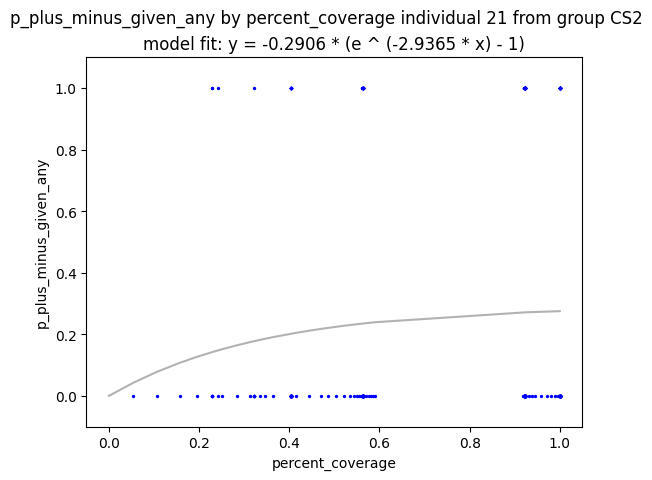 p_plus_minus_given_any by percent_coverage individual 21 from group CS2
model fit: y = -0.2906 * (e ^ (-2.9365 * x) - 1)
1.0
0.8
0.6
0.4
0.2
0.0
p_plus_minus_given_any
0.0 0.2 0.4 0.6 0.8 1.0
percent_coverage